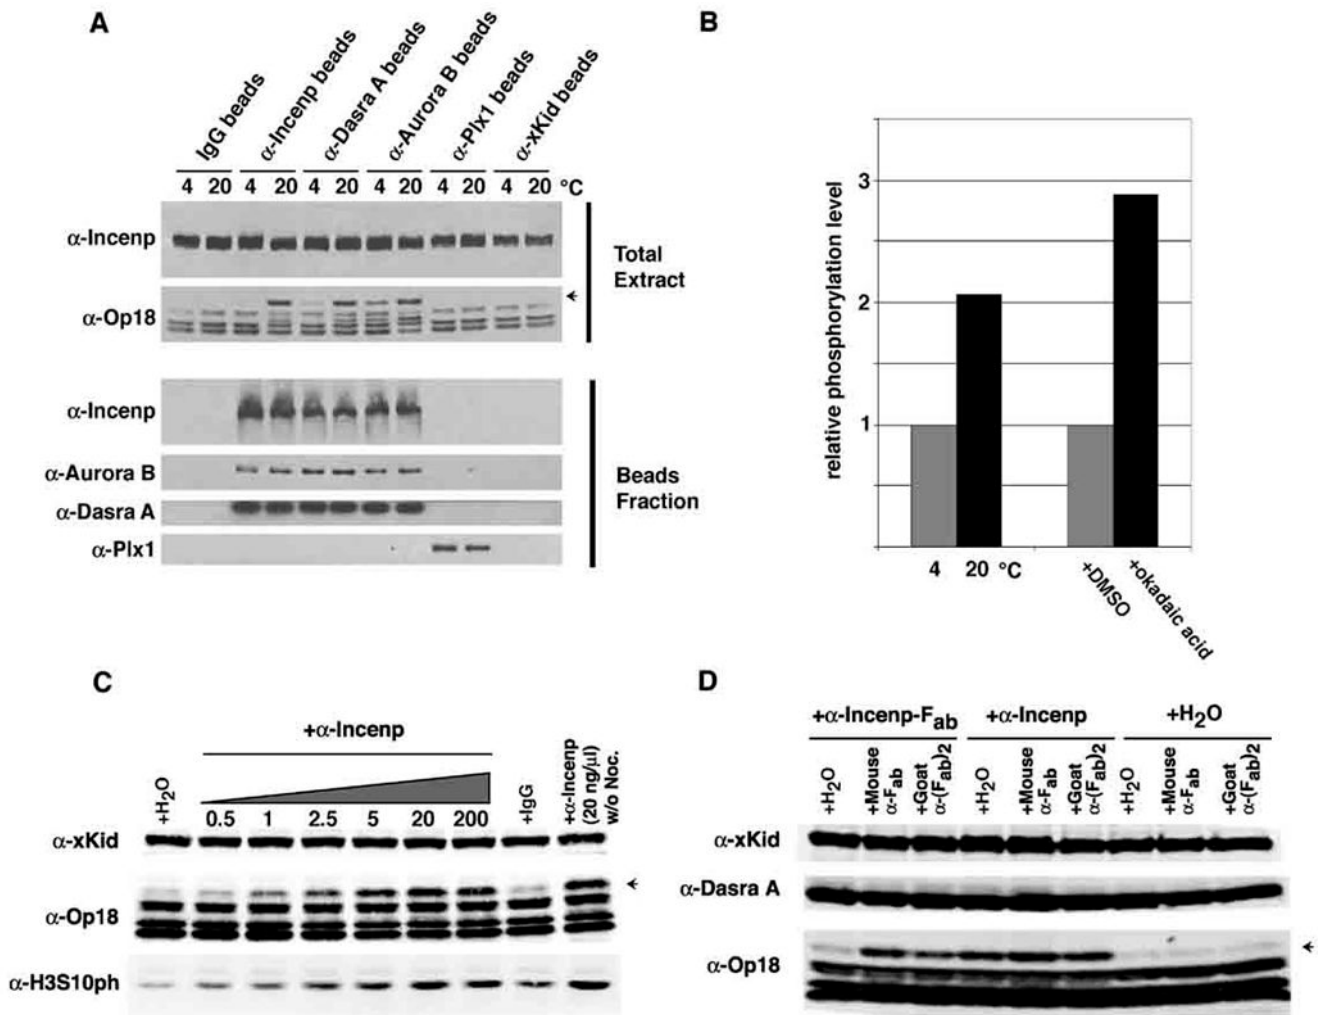 A
IgG beads
α-Incenp beads
α-Dasra A beads
α-Aurora B beads
α-Plx1 beads
α-xKid beads
4 20 4 20 4 20 4 20 4 20 4 20 °C
α-Incenp
α-Op18
Total
Extract
α-Incenp
α-Aurora B
α-Dasra A
α-Plx1
Beads
Fraction
B
relative phosphorylation level
3
2
1
4 20 °C
+DMSO
+okadaic acid
C
+α-Incenp
+H2O
0.5 1 2.5 5 20 200
+IgG
+α-Incenp
(20 ng/μl)
w/o Noc.
α-xKid
α-Op18
α-H3S10ph
D
+α-Incenp-Fab
+α-Incenp
+H2O
+H2O
+Mouse
α-Fab
+Goat
α-(Fab)2
+H2O
+Mouse
α-Fab
+Goat
α-(Fab)2
+H2O
+Mouse
α-Fab
+Goat
α-(Fab)2
α-xKid
α-Dasra A
α-Op18